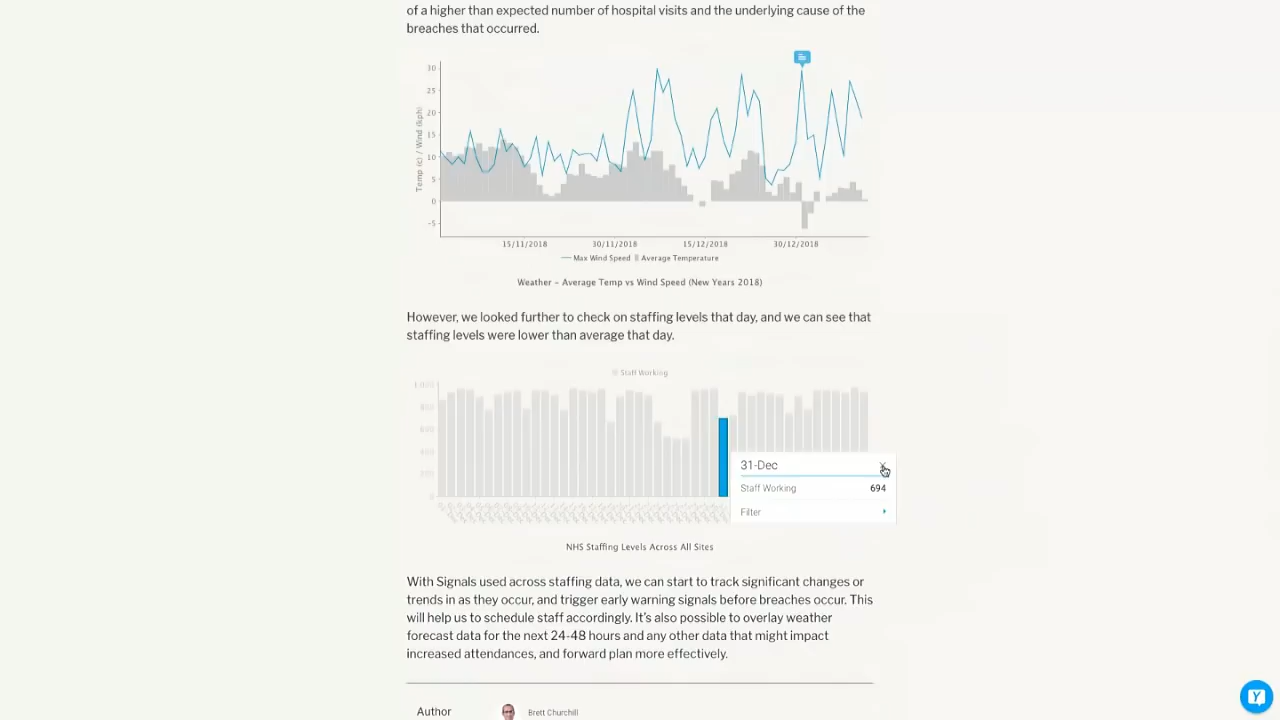 of a higher than expected number of hospital visits and the underlying cause of the
breaches that occurred.
30
25
20
15
10
5
0
-5
Temp (c) / Wind (kph)
15/11/2018 30/11/2018 15/12/2018 30/12/2018
Max Wind Speed Average Temperature
Weather - Average Temp vs Wind Speed (New Years 2018)
However, we looked further to check on staffing levels that day, and we can see that
staffing levels were lower than average that day.
Staff Working
1,000
800
600
400
200
0
31-Dec
Staff Working 694
Filter
NHS Staffing Levels Across All Sites
With Signals used across staffing data, we can start to track significant changes or
trends in as they occur, and trigger early warning signals before breaches occur. This
will help us to schedule staff accordingly. It's also possible to overlay weather
forecast data for the next 24-48 hours and any other data that might impact
increased attendances, and forward plan more effectively.
Author Brett Churchill
Y